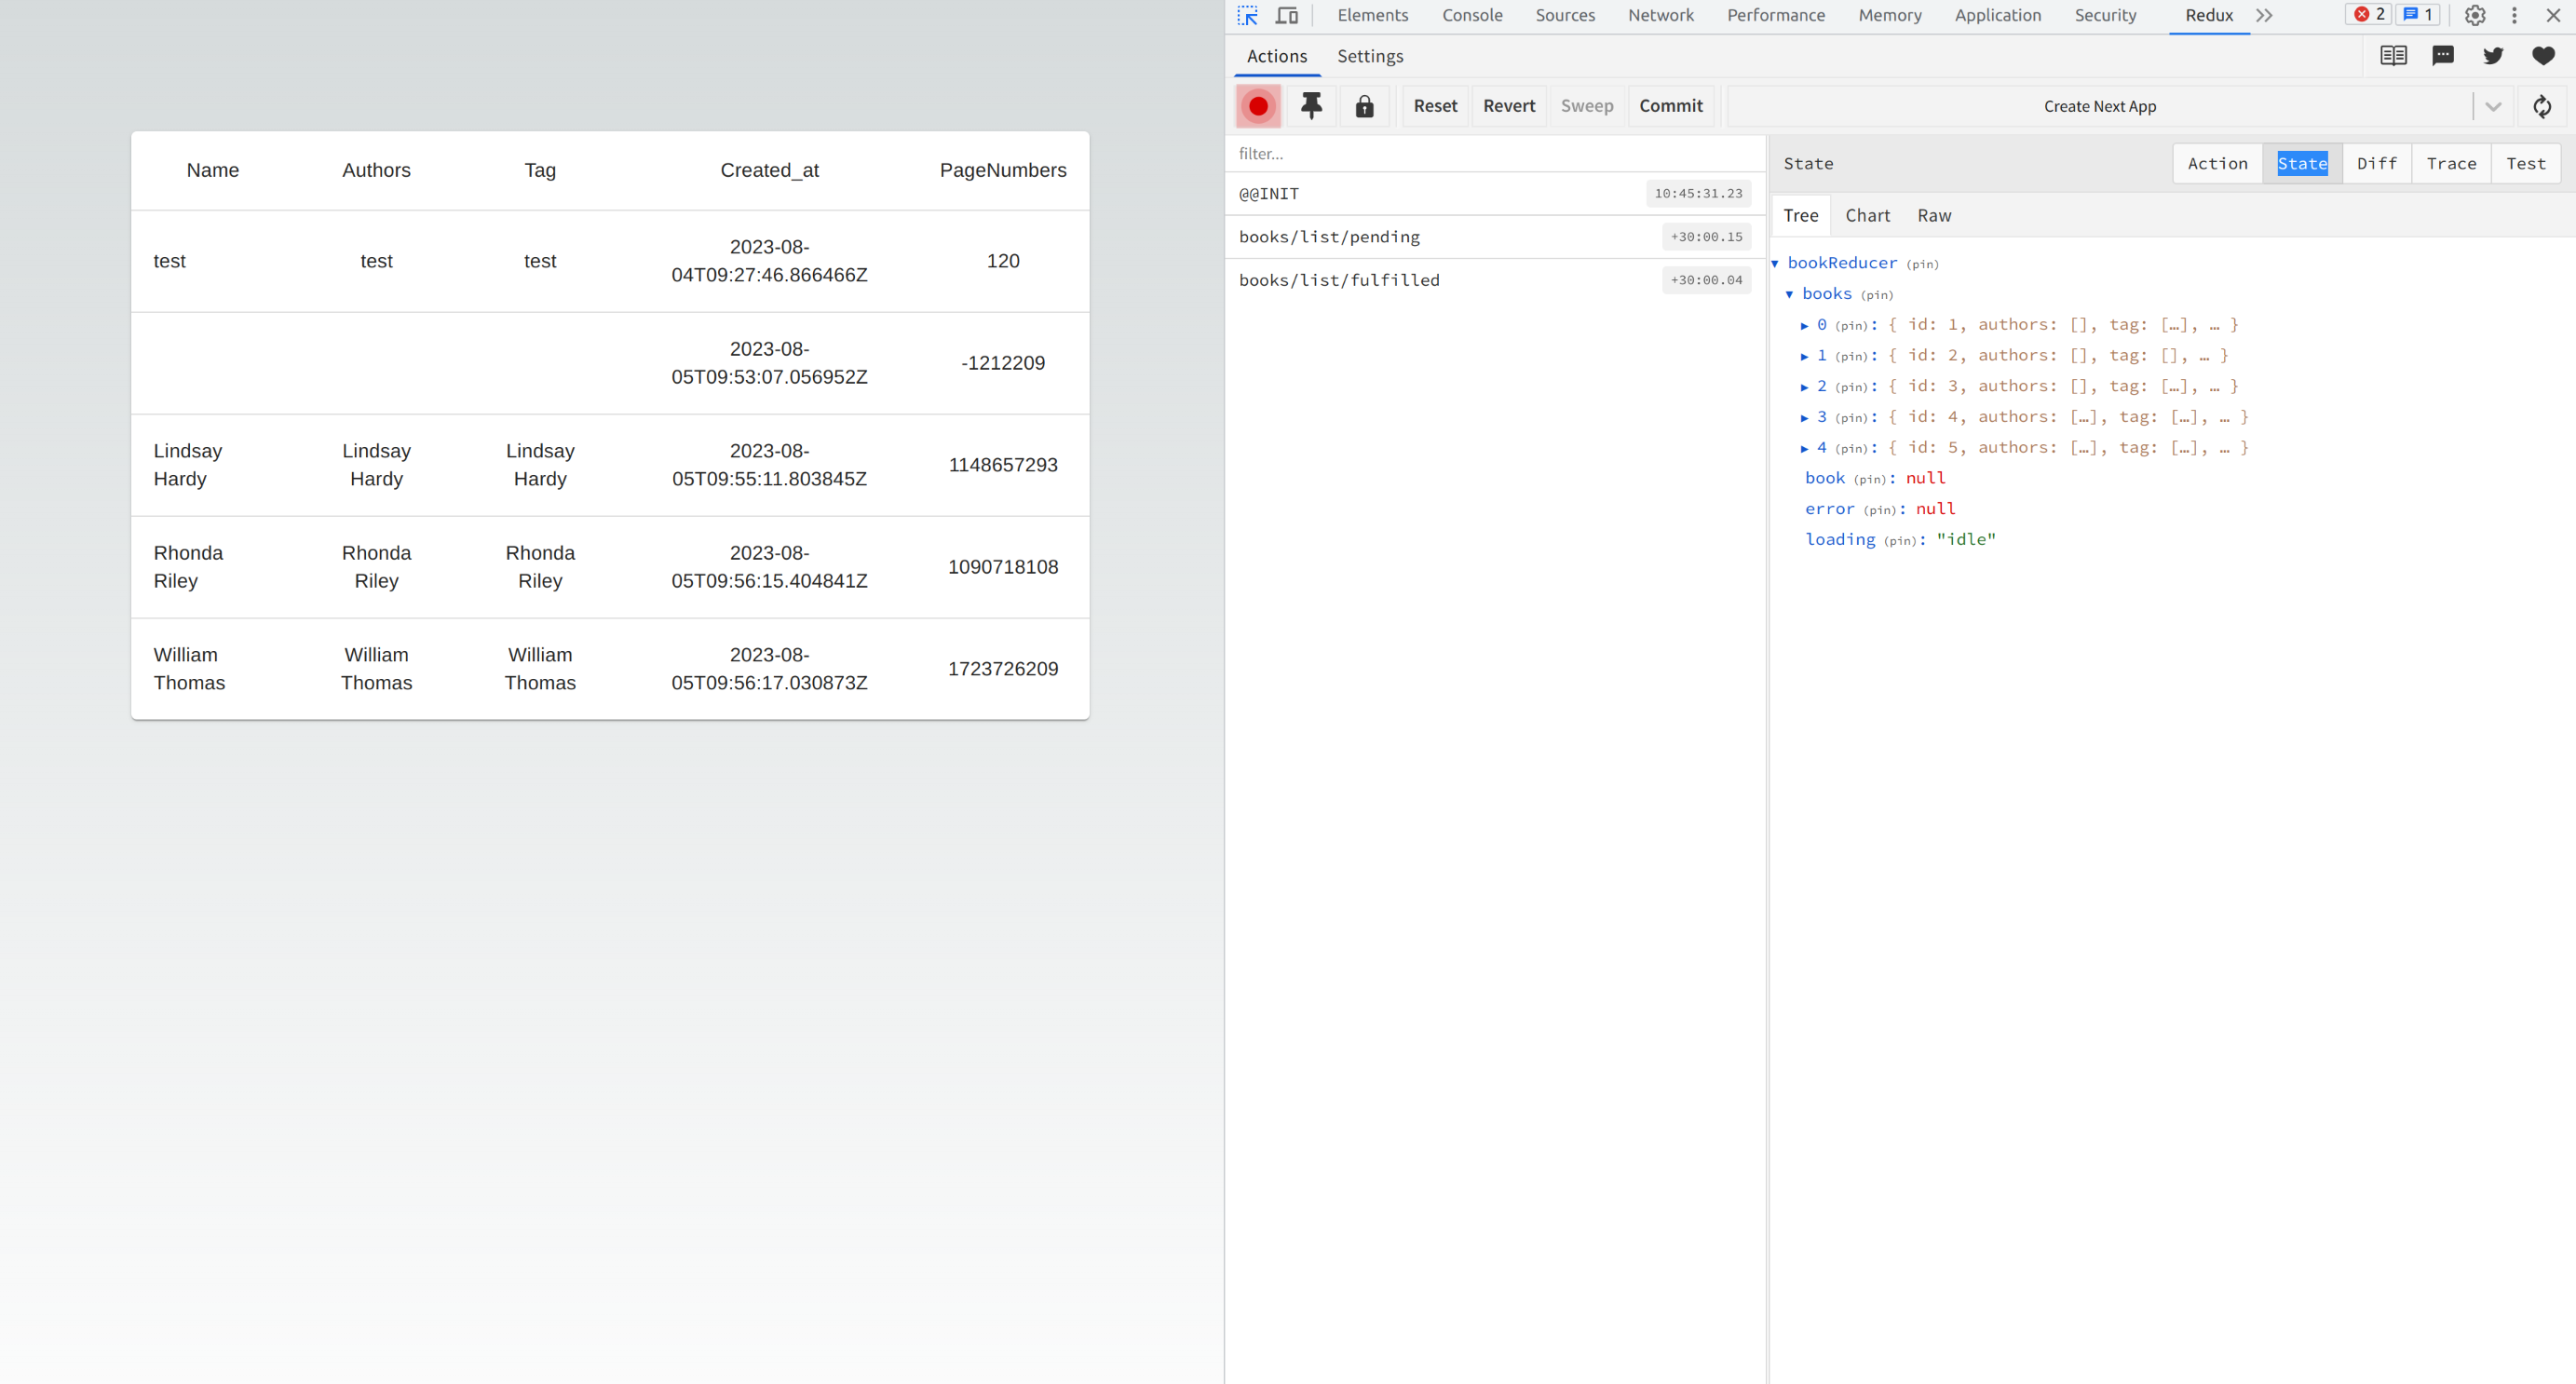 Name Authors Tag Created_at PageNumbers
test test test 2023-08-04T09:27:46.866466Z 120
2023-08-05T09:53:07.056952Z -1212209
Lindsay Hardy Lindsay Hardy Lindsay Hardy 2023-08-05T09:55:11.803845Z 1148657293
Rhonda Riley Rhonda Riley Rhonda Riley 2023-08-05T09:56:15.404841Z 1090718108
William Thomas William Thomas William Thomas 2023-08-05T09:56:17.030873Z 1723726209
Elements Console Sources Network Performance Memory Application Security Redux 2 1
Actions Settings
Reset Revert Sweep Commit Create Next App
filter...
@@INIT 10:45:31.23
books/list/pending +30:00.15
books/list/fulfilled +30:00.04
State Action State Diff Trace Test
Tree Chart Raw
bookReducer (pin)
books (pin)
0 (pin): { id: 1, authors: [], tag: […], … }
1 (pin): { id: 2, authors: [], tag: [], … }
2 (pin): { id: 3, authors: [], tag: […], … }
3 (pin): { id: 4, authors: […], tag: […], … }
4 (pin): { id: 5, authors: […], tag: […], … }
book (pin): null
error (pin): null
loading (pin): "idle"